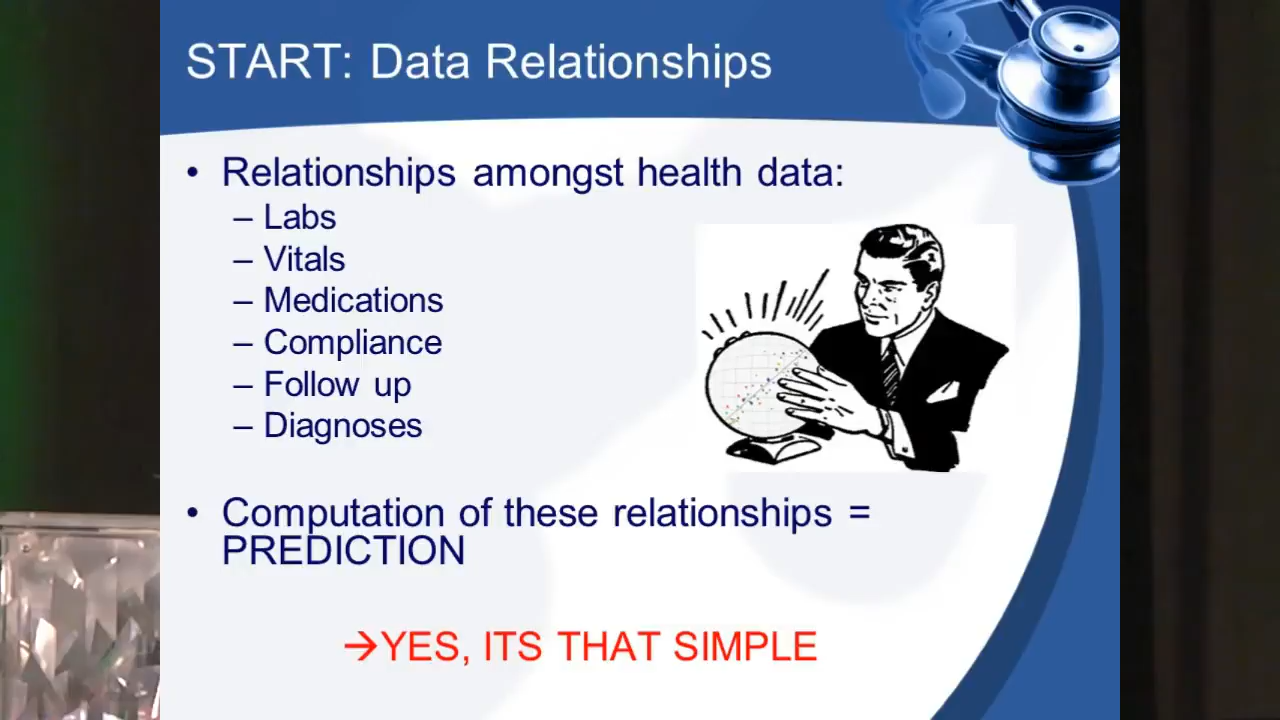 START: Data Relationships
• Relationships amongst health data:
– Labs
– Vitals
– Medications
– Compliance
– Follow up
– Diagnoses
• Computation of these relationships =
PREDICTION
→YES, ITS THAT SIMPLE